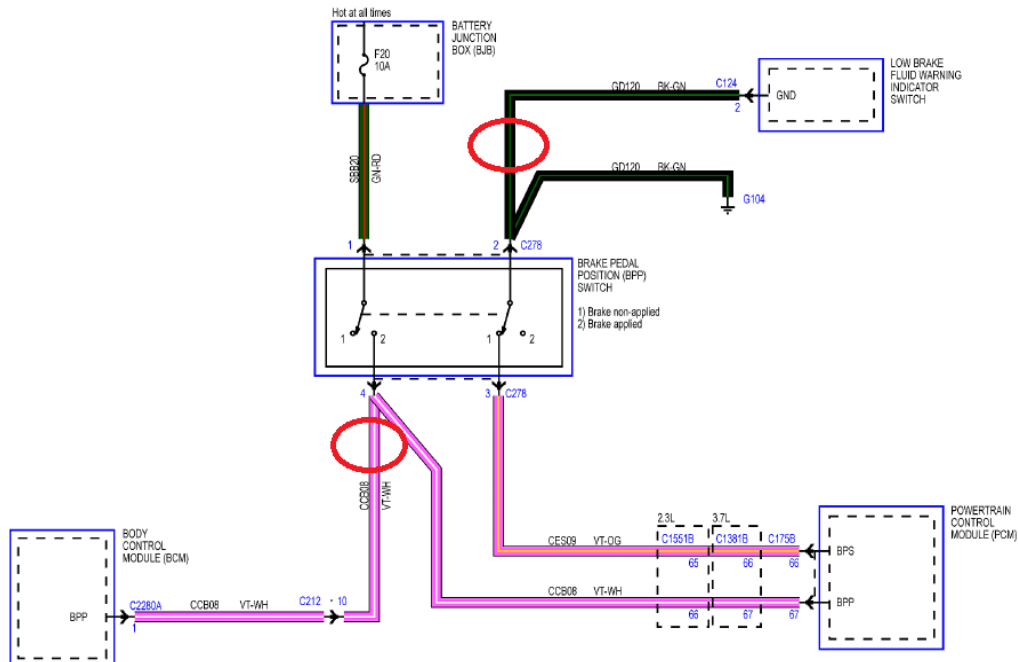 Hot at all times
BATTERY
JUNCTION
BOX (BJB)
F20
10A
LOW BRAKE
FLUID WARNING
INDICATOR
SWITCH
GD120 BK-GN
C124
2
GND
SBB20
GN-RD
GD120 BK-GN
G104
1
2
C278
BRAKE PEDAL
POSITION (BPP)
SWITCH
1) Brake non-applied
2) Brake applied
1
2
1
2
4
3
C278
CCB08
VT-WH
BODY
CONTROL
MODULE (BCM)
BPP
C2280A
1
CCB08 VT-WH
C212
10
2.3L
3.7L
POWERTRAIN
CONTROL
MODULE (PCM)
CES09 VT-OG
C1551B
C1381B
C175B
65
66
66
BPS
CCB08 VT-WH
66
67
67
BPP